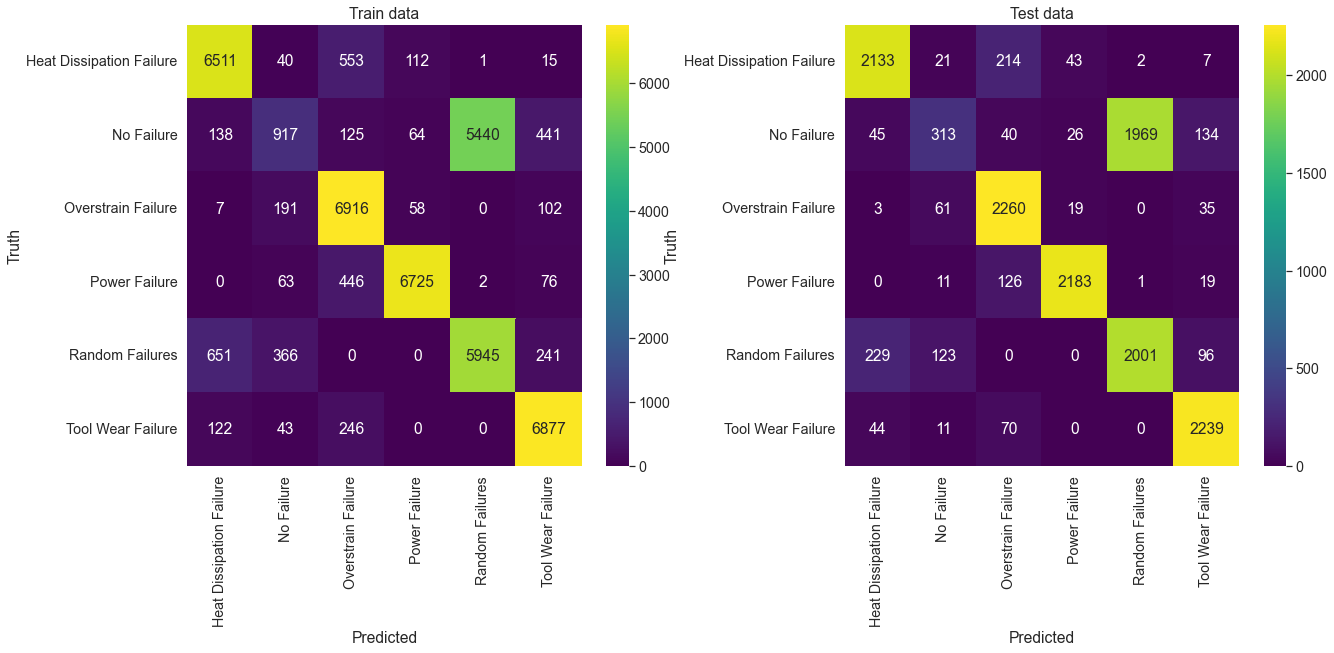 Train data
Heat Dissipation Failure 6511 40 553 112 1 15
No Failure 138 917 125 64 5440 441
Overstrain Failure 7 191 6916 58 0 102
Power Failure 0 63 446 6725 2 76
Random Failures 651 366 0 0 5945 241
Tool Wear Failure 122 43 246 0 0 6877
Truth
Heat Dissipation Failure
No Failure
Overstrain Failure
Power Failure
Random Failures
Tool Wear Failure
Predicted
6000
5000
4000
3000
2000
1000
0
Test data
Heat Dissipation Failure 2133 21 214 43 2 7
No Failure 45 313 40 26 1969 134
Overstrain Failure 3 61 2260 19 0 35
Power Failure 0 11 126 2183 1 19
Random Failures 229 123 0 0 2001 96
Tool Wear Failure 44 11 70 0 0 2239
Truth
Heat Dissipation Failure
No Failure
Overstrain Failure
Power Failure
Random Failures
Tool Wear Failure
Predicted
2000
1500
1000
500
0